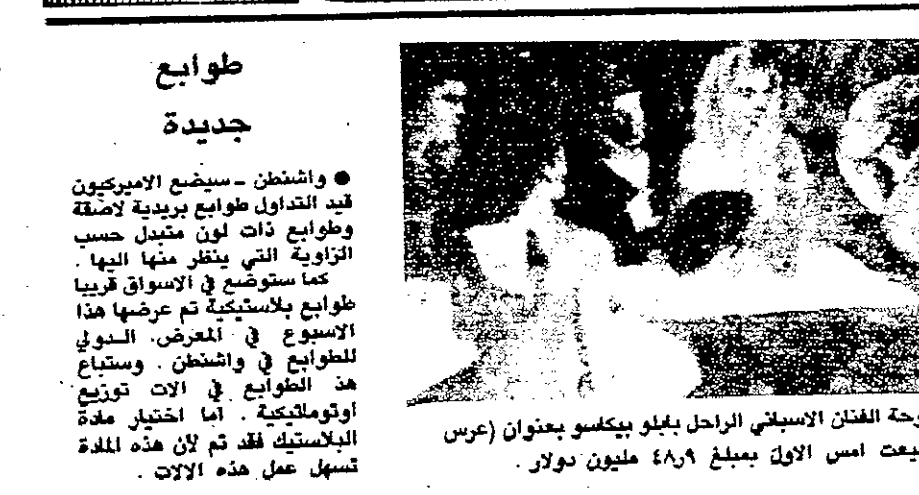 طوابع
جديدة
● واشنطن - سيضع الاميركيون
قيد التداول طوابع بريدية لاصقة
وطوابع ذات لون متبدل حسب
الزاوية التي ينظر منها اليها .
كما ستوضع في الاسواق قريبا
طوابع بلاستيكية تم عرضها هذا
الاسبوع في المعرض الدولي
للطوابع في واشنطن . وستباع
هذ الطوابع في الات توزيع
اوتوماتيكية . اما اختيار مادة
البلاستيك فقد تم لأن هذه المادة
تسهل عمل هذه الالات .
رحة الفنان الاسباني الراحل بابلو بيكاسو بعنوان (عرس
يعت امس الاول بمبلغ ٤٨٫٩ مليون دولار .